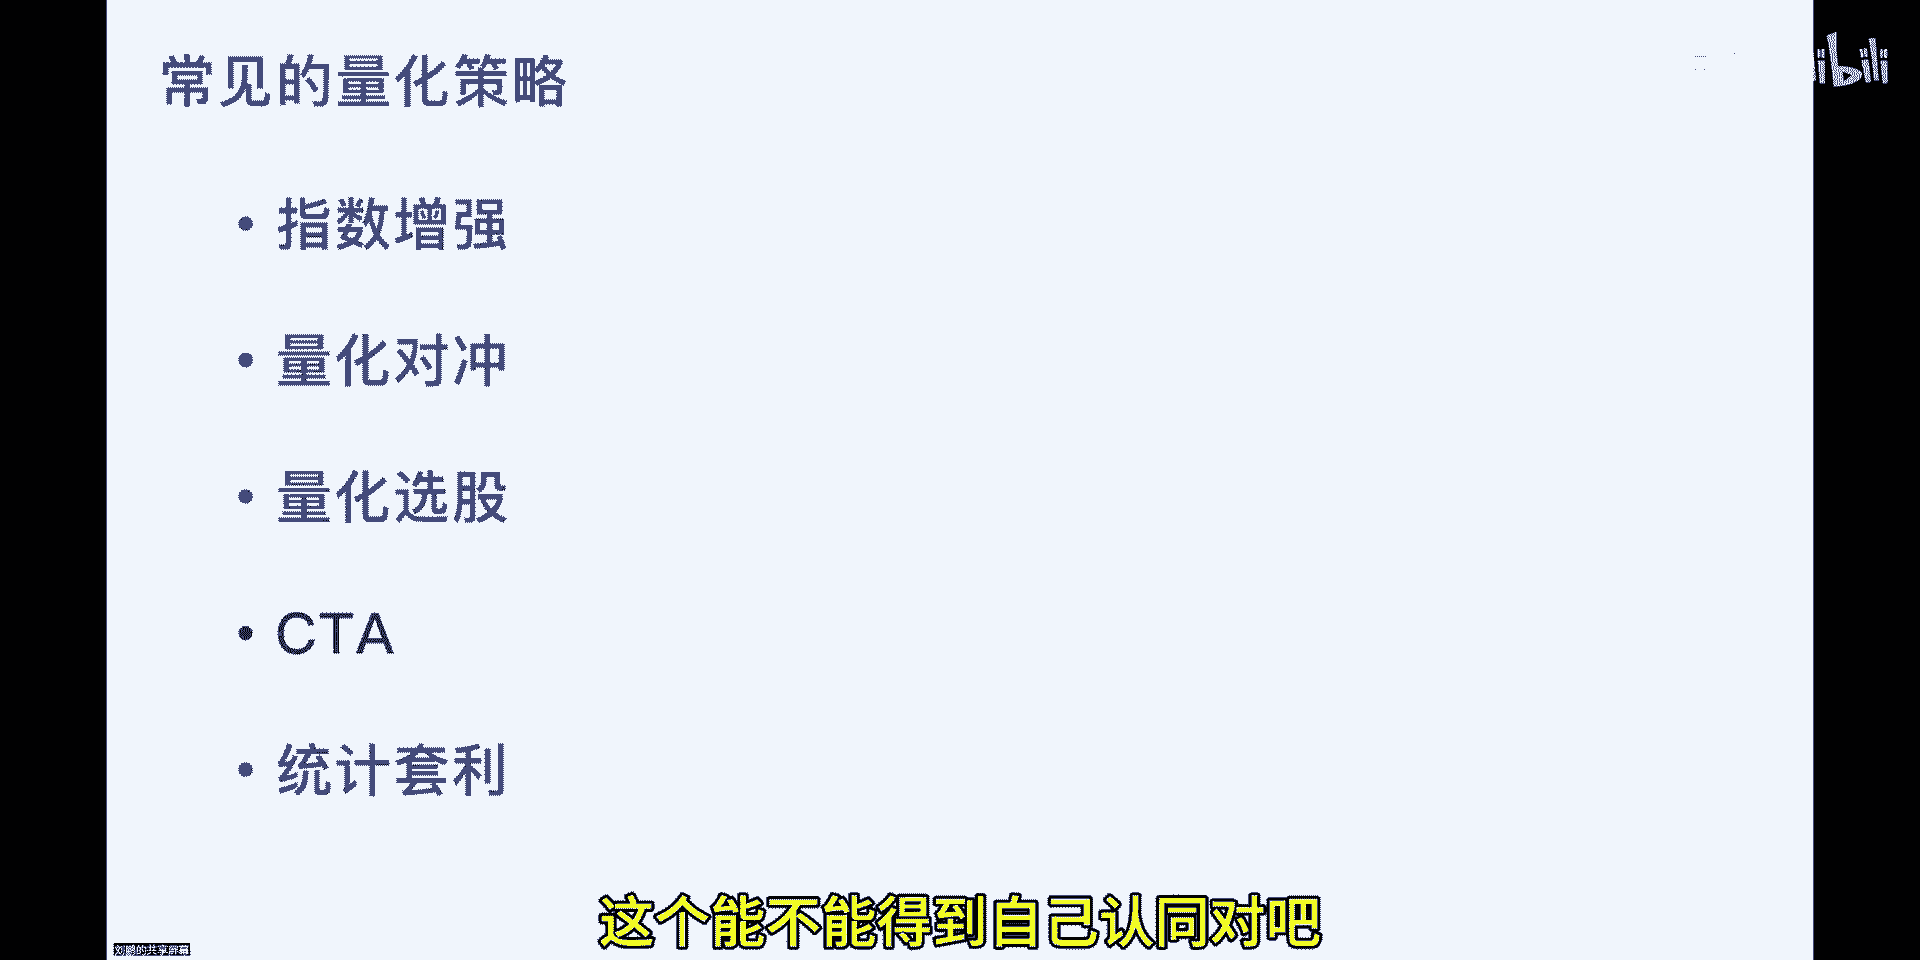 常见的量化策略
bili
• 指数增强
• 量化对冲
• 量化选股
• CTA
• 统计套利
这个能不能得到自己认同对吧
刘鹏的共享屏幕